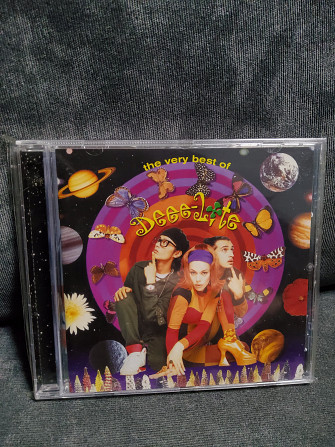 the very best of
Deee-Lite